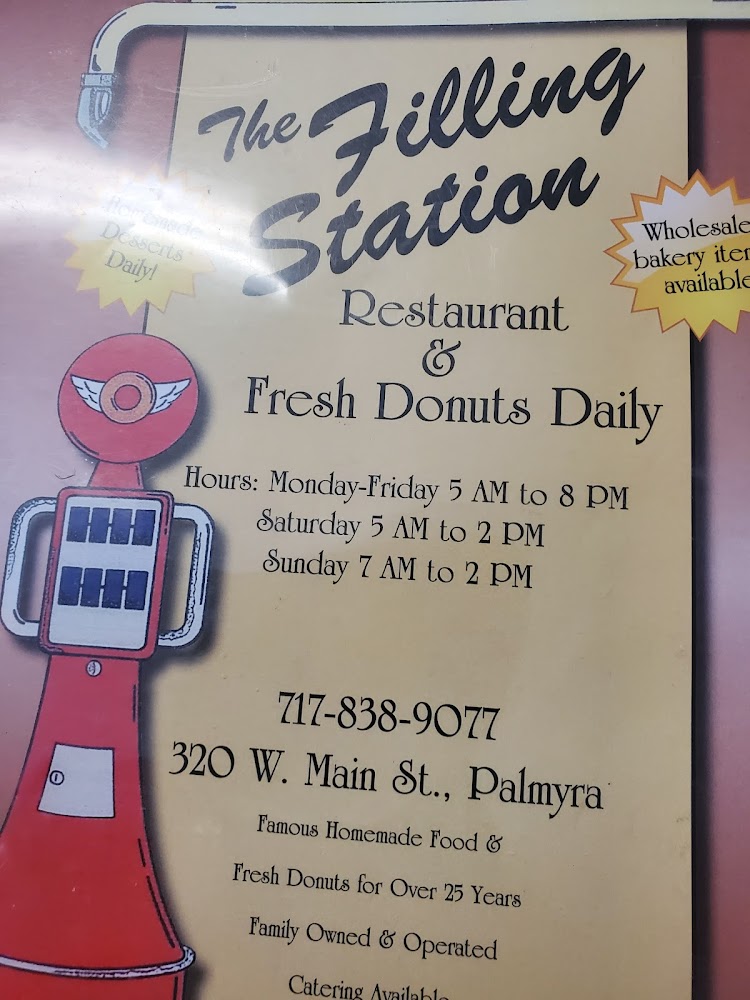 The Filling
Station
Homemade
Desserts
Daily!
Wholesale
bakery
available
Restaurant
&
Fresh Donuts Daily
Hours: Monday-Friday 5 AM to 8 PM
Saturday 5 AM to 2 PM
Sunday 7 AM to 2 PM
717-838-9077
320 W. Main St., Palmyra
Famous Homemade Food &
Fresh Donuts for Over 25 Years
Family Owned & Operated
Catering Available